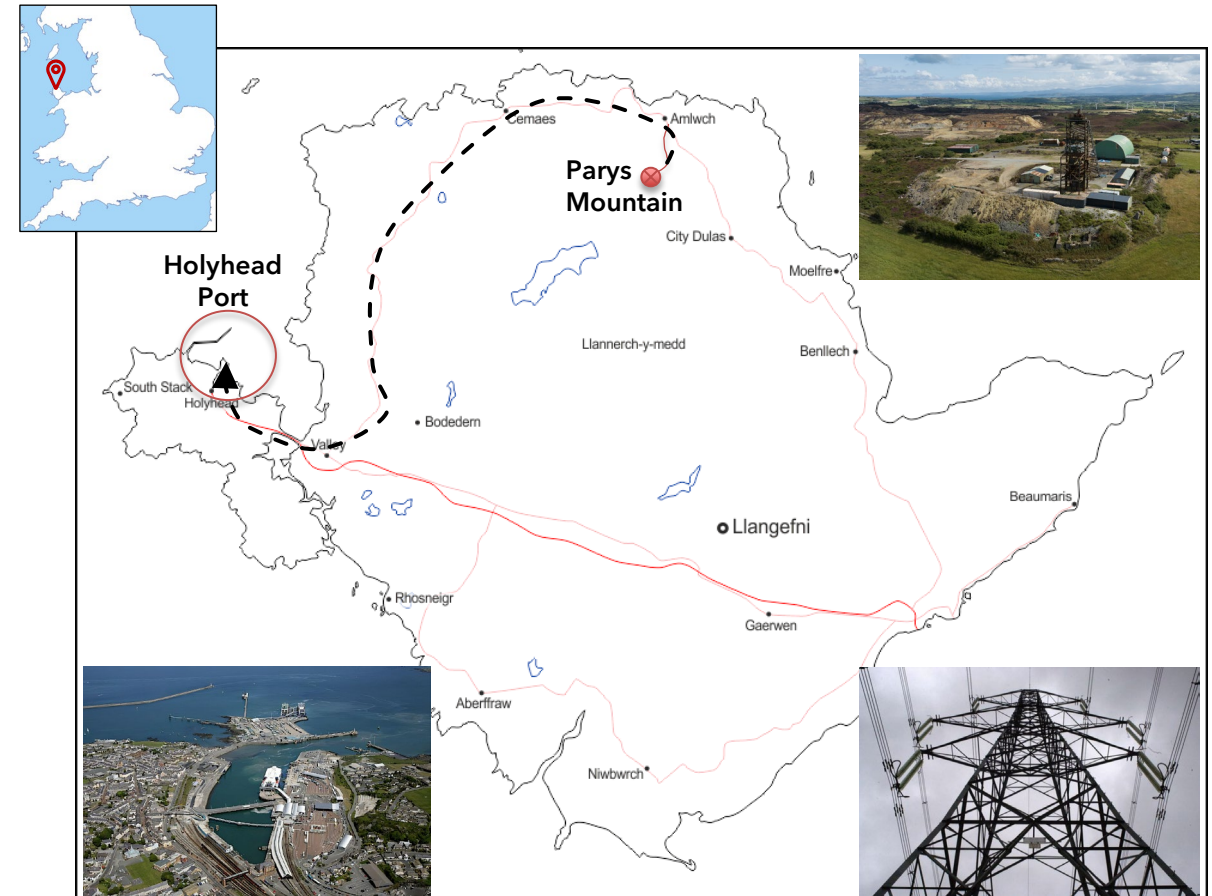 Cemaes
Amlwch
Parys
Mountain
City Dulas
Moelfre
Holyhead
Port
Llannerch-y-medd
Benllech
South Stack
Holyhead
Bodedern
Valley
Beaumaris
Llangefni
Rhosneigr
Gaerwen
Aberffraw
Niwbwrch